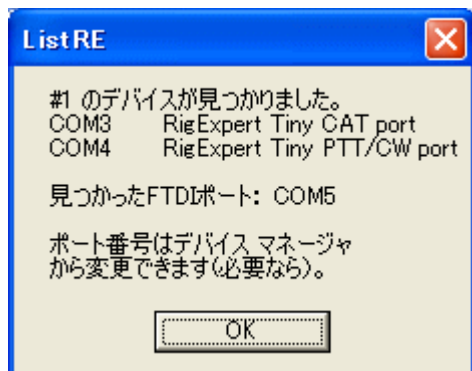 ListRE
#1 のデバイスが見つかりました。
COM3 RigExpert Tiny CAT port
COM4 RigExpert Tiny PTT/CW port
見つかったFTDIポート: COM5
ポート番号はデバイス マネージャ
から変更できます(必要なら)。
OK